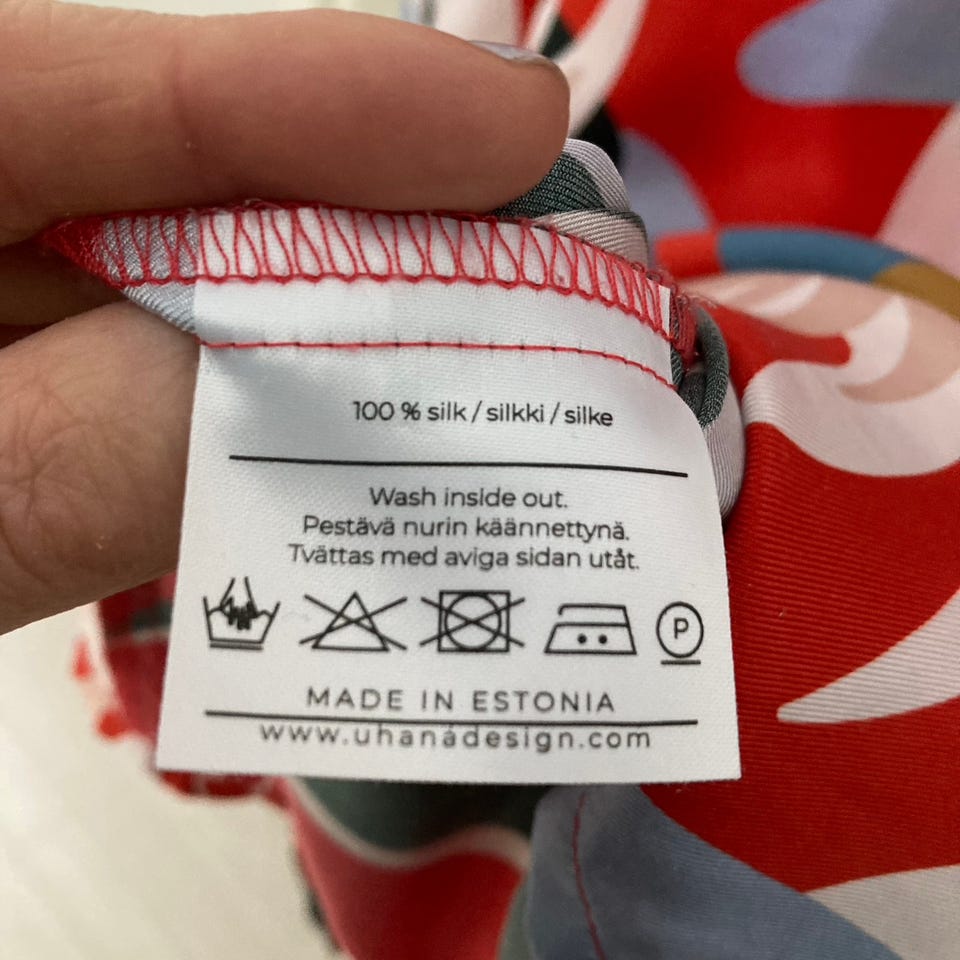 100 % silk / silkki / silke
Wash inside out.
Pestävä nurin käännettynä.
Tvättas med aviga sidan utåt.
P
MADE IN ESTONIA
www.uhanadesign.com